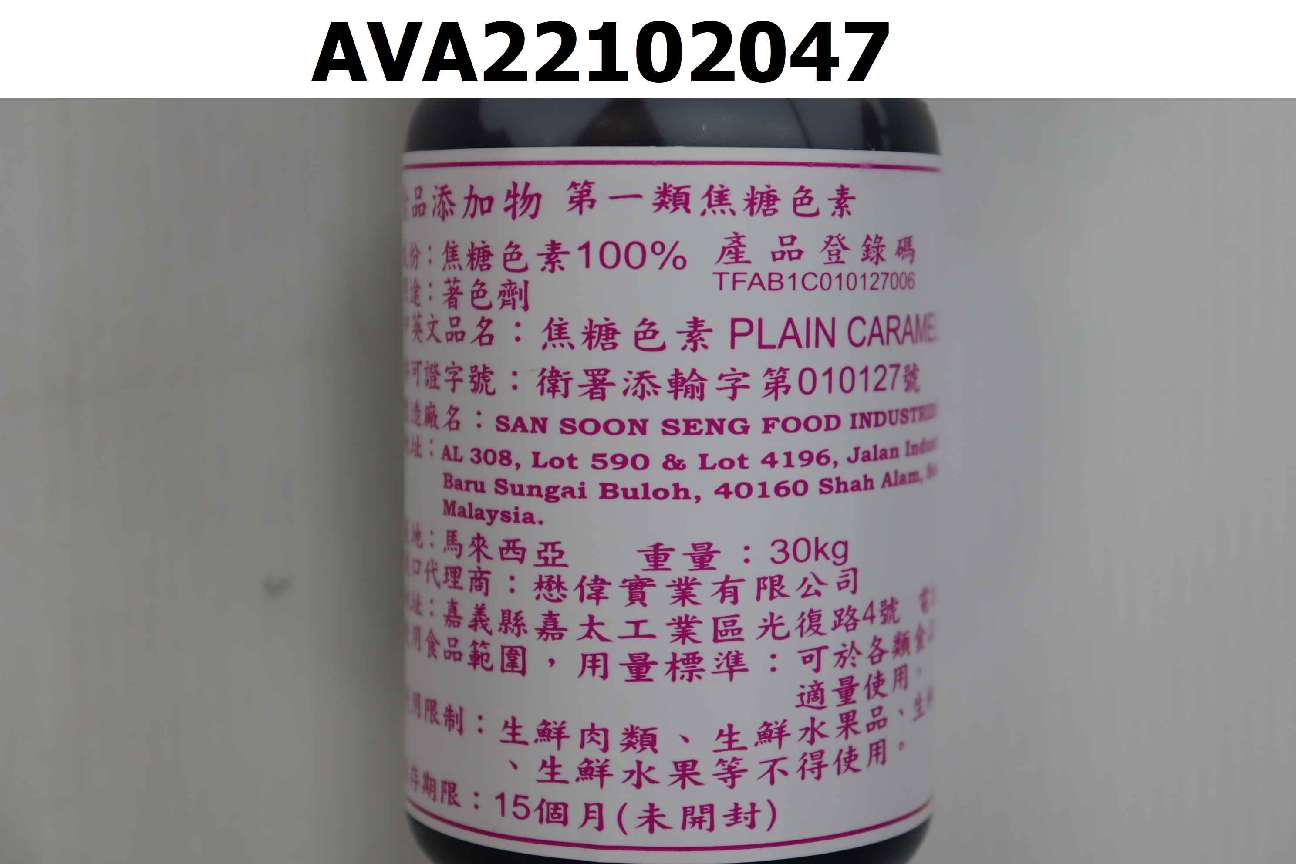 AVA22102047
品添加物 第一類焦糖色素
份：焦糖色素100% 產品登錄碼
TFAB1C010127006
途：著色劑
英文品名：焦糖色素 PLAIN CARAME
可證字號：衛署添輸字第010127號
造廠名：SAN SOON SENG FOOD INDUSTRIE
址：AL 308, Lot 590 & Lot 4196, Jalan Indus
Baru Sungai Buloh, 40160 Shah Alam,
Malaysia.
地：馬來西亞 重量：30kg
口代理商：懋偉實業有限公司
址：嘉義縣嘉太工業區光復路4號 電
用食品範圍，用量標準：可於各類食品
適量使用。
用限制：生鮮肉類、生鮮水果品、生鮮
、生鮮水果等不得使用。
存期限：15個月(未開封)